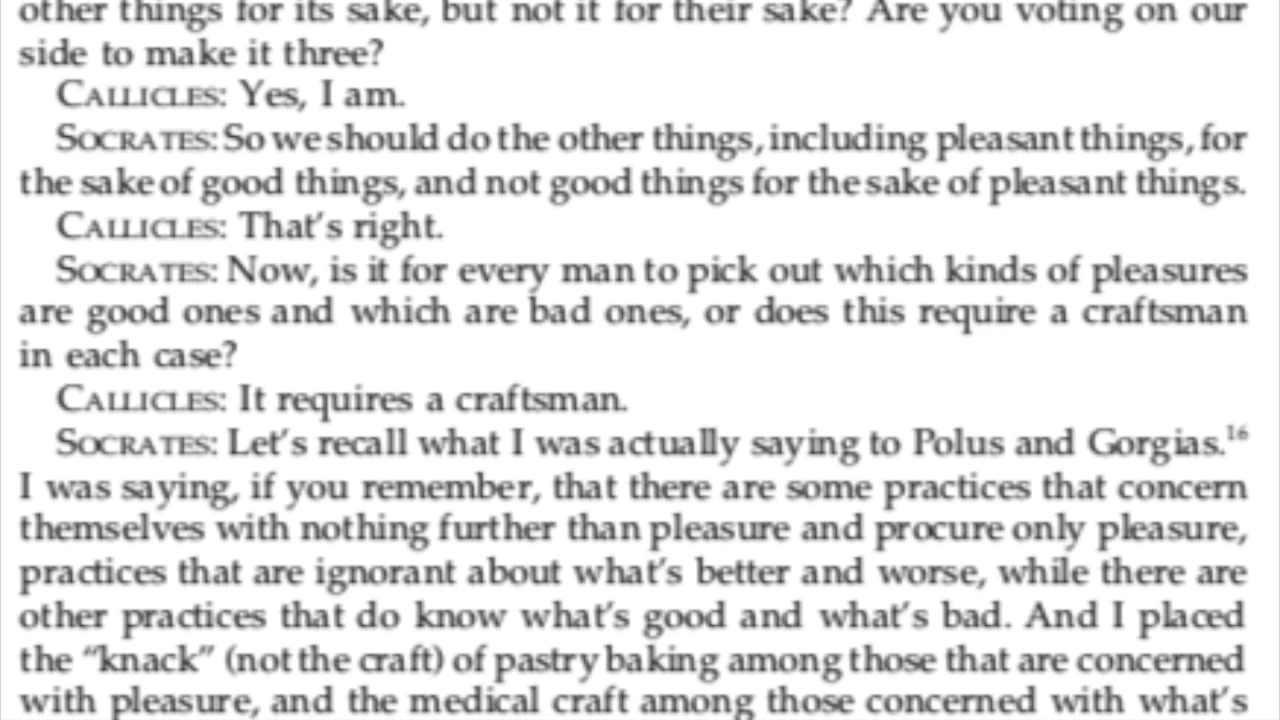 other things for its sake, but not it for their sake? Are you voting on our
side to make it three?
CALLICLES: Yes, I am.
SOCRATES: So we should do the other things, including pleasant things, for
the sake of good things, and not good things for the sake of pleasant things.
CALLICLES: That's right.
SOCRATES: Now, is it for every man to pick out which kinds of pleasures
are good ones and which are bad ones, or does this require a craftsman
in each case?
CALLICLES: It requires a craftsman.
SOCRATES: Let's recall what I was actually saying to Polus and Gorgias.¹⁶
I was saying, if you remember, that there are some practices that concern
themselves with nothing further than pleasure and procure only pleasure,
practices that are ignorant about what's better and worse, while there are
other practices that do know what's good and what's bad. And I placed
the “knack” (not the craft) of pastry baking among those that are concerned
with pleasure, and the medical craft among those concerned with what's